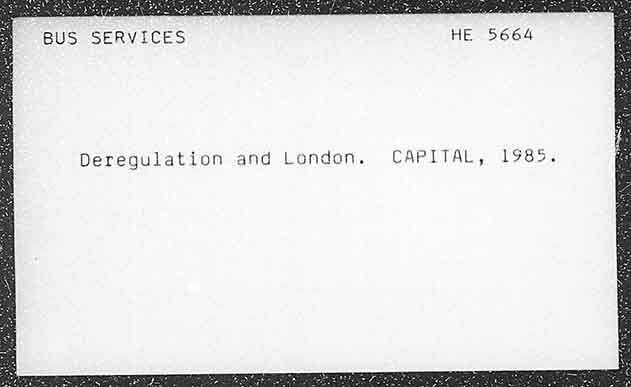 BUS SERVICES HE 5664
Deregulation and London. CAPITAL, 1985.